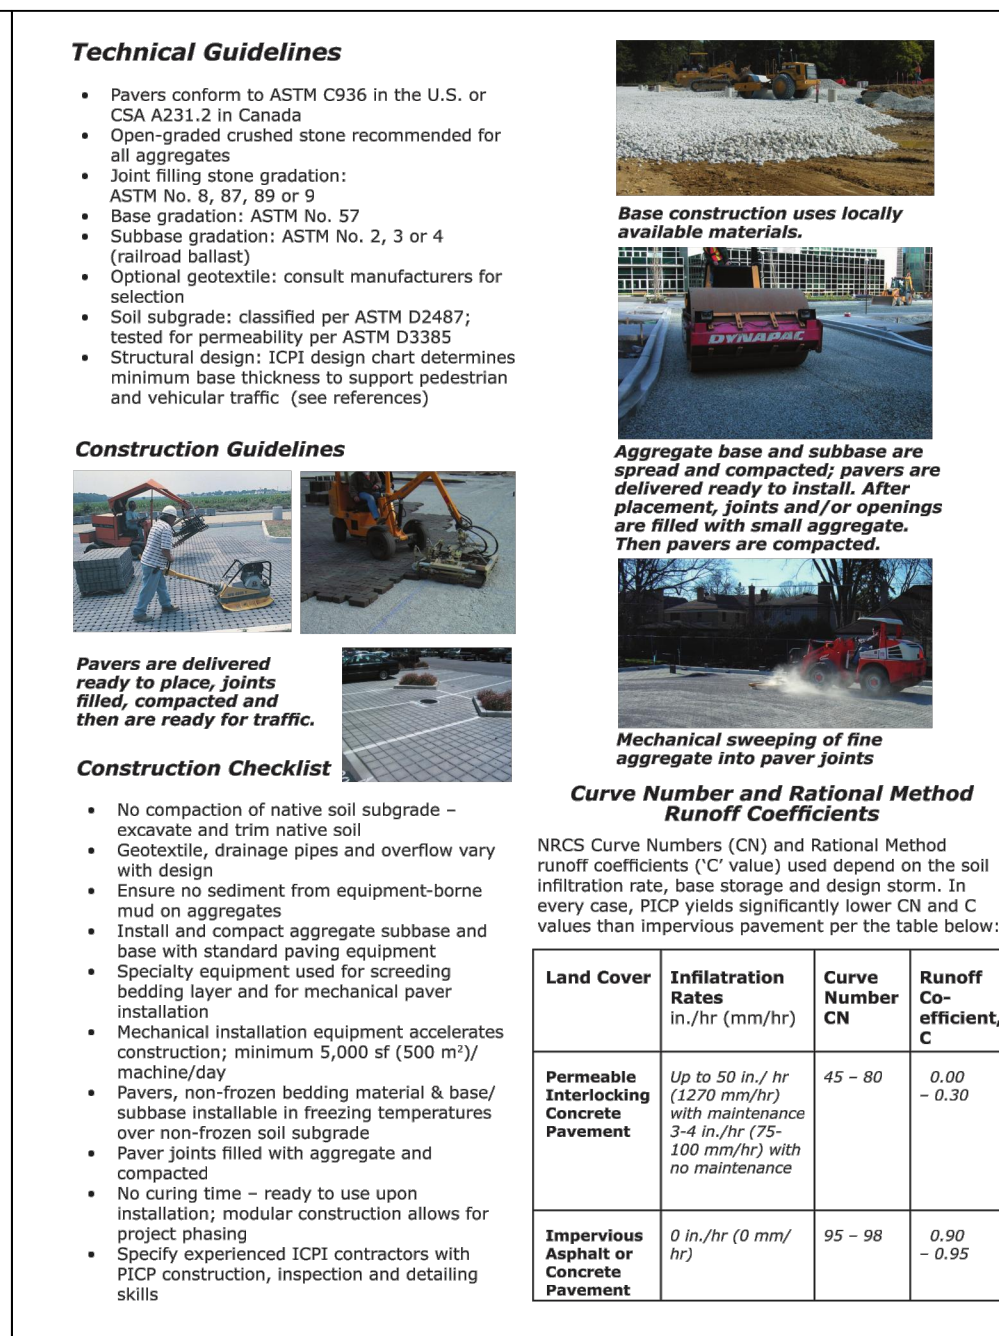 Technical Guidelines
• Pavers conform to ASTM C936 in the U.S. or
CSA A231.2 in Canada
• Open-graded crushed stone recommended for
all aggregates
• Joint filling stone gradation:
ASTM No. 8, 87, 89 or 9
• Base gradation: ASTM No. 57
• Subbase gradation: ASTM No. 2, 3 or 4
(railroad ballast)
• Optional geotextile: consult manufacturers for
selection
• Soil subgrade: classified per ASTM D2487;
tested for permeability per ASTM D3385
• Structural design: ICPI design chart determines
minimum base thickness to support pedestrian
and vehicular traffic (see references)
Construction Guidelines
Pavers are delivered
ready to place, joints
filled, compacted and
then are ready for traffic.
Construction Checklist
• No compaction of native soil subgrade –
excavate and trim native soil
• Geotextile, drainage pipes and overflow vary
with design
• Ensure no sediment from equipment-borne
mud on aggregates
• Install and compact aggregate subbase and
base with standard paving equipment
• Specialty equipment used for screeding
bedding layer and for mechanical paver
installation
• Mechanical installation equipment accelerates
construction; minimum 5,000 sf (500 m²)/
machine/day
• Pavers, non-frozen bedding material & base/
subbase installable in freezing temperatures
over non-frozen soil subgrade
• Paver joints filled with aggregate and
compacted
• No curing time – ready to use upon
installation; modular construction allows for
project phasing
• Specify experienced ICPI contractors with
PICP construction, inspection and detailing
skills
Base construction uses locally
available materials.
DYNAPAC
Aggregate base and subbase are
spread and compacted; pavers are
delivered ready to install. After
placement, joints and/or openings
are filled with small aggregate.
Then pavers are compacted.
Mechanical sweeping of fine
aggregate into paver joints
Curve Number and Rational Method
Runoff Coefficients
NRCS Curve Numbers (CN) and Rational Method
runoff coefficients (‘C’ value) used depend on the soil
infiltration rate, base storage and design storm. In
every case, PICP yields significantly lower CN and C
values than impervious pavement per the table below:
Land Cover
Infilatration
Rates
in./hr (mm/hr)
Curve
Number
CN
Runoff
Co-
efficient,
C
Permeable
Interlocking
Concrete
Pavement
Up to 50 in./ hr
(1270 mm/hr)
with maintenance
3-4 in./hr (75-
100 mm/hr) with
no maintenance
45 – 80
0.00
– 0.30
Impervious
Asphalt or
Concrete
Pavement
0 in./hr (0 mm/
hr)
95 – 98
0.90
– 0.95